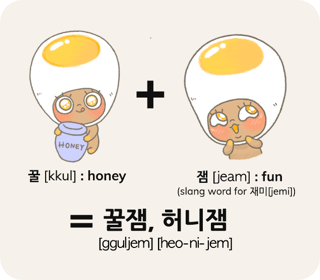 HONEY
+
꿀 [kkul] : honey
잼 [jeam] : fun
(slang word for 재미[jemi])
= 꿀잼, 허니잼
[gguljem] [heo-ni-jem]